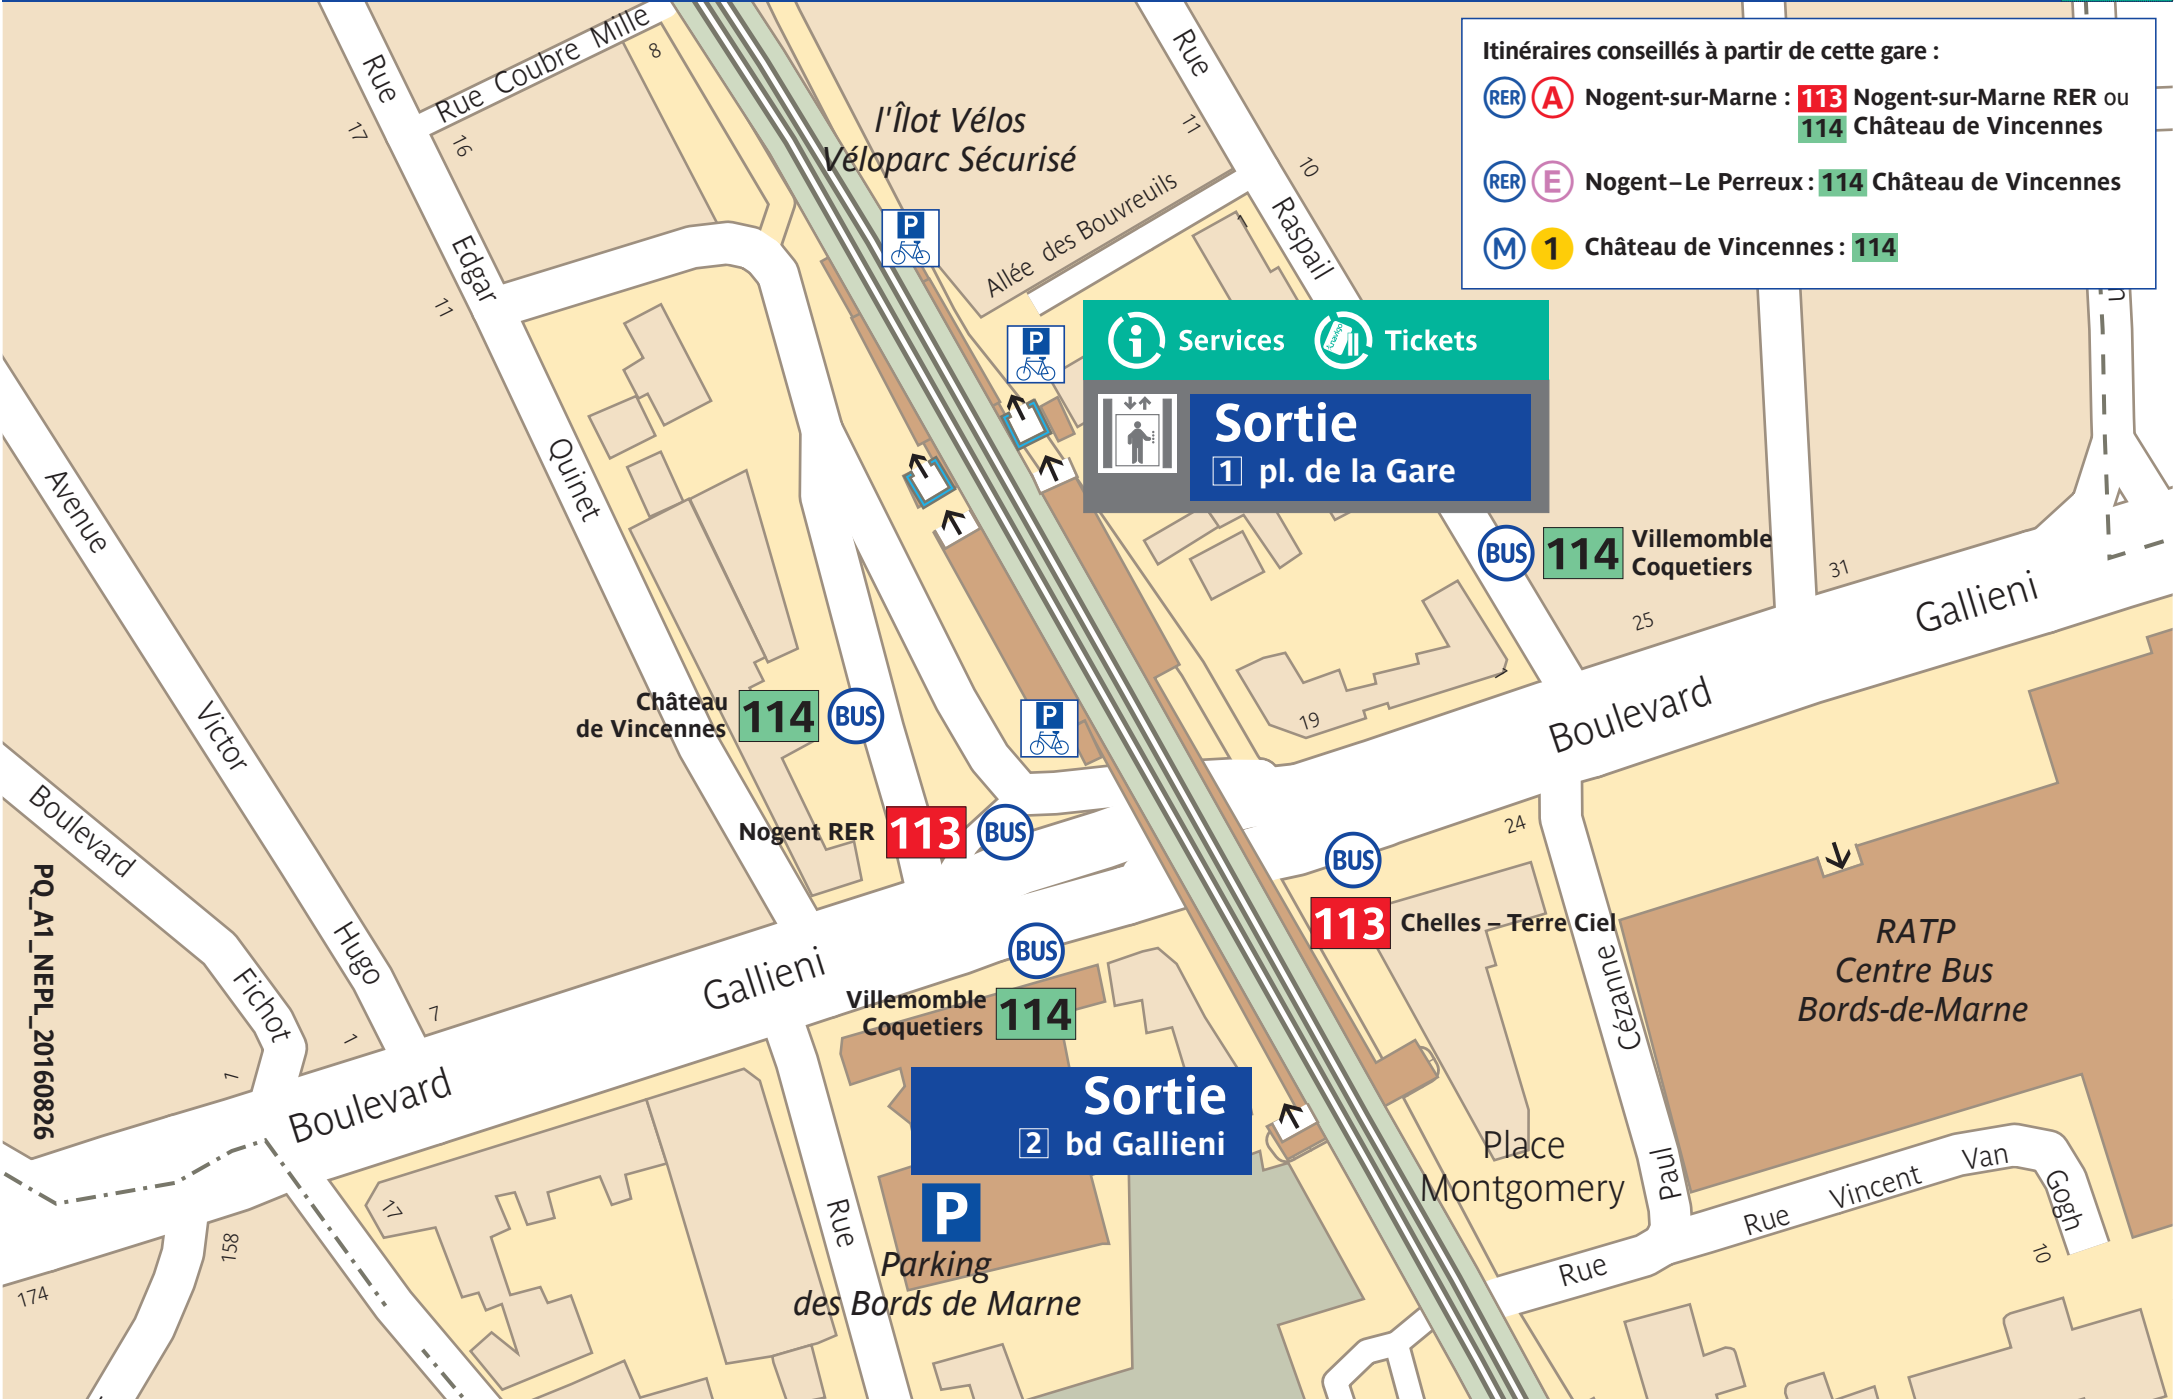 Itinéraires conseillés à partir de cette gare :
RER A Nogent-sur-Marne : 113 Nogent-sur-Marne RER ou
114 Château de Vincennes
RER E Nogent–Le Perreux : 114 Château de Vincennes
M 1 Château de Vincennes : 114
Rue Edgar Quinet
Rue Coubre Mille
8
17
16
11
l'Îlot Vélos
Véloparc Sécurisé
P
Rue Raspail
11
10
Allée des Bouvreuils
1
P
Services
Tickets
Sortie
1 pl. de la Gare
BUS 114 Villemomble
Coquetiers
31
25
Boulevard Gallieni
1
19
Avenue Victor Hugo
Château
de Vincennes
114 BUS
P
Nogent RER 113 BUS
BUS
113 Chelles – Terre Ciel
24
Rue Paul Cézanne
RATP
Centre Bus
Bords-de-Marne
Boulevard Fichot
PQ_A1_NEPL_20160826
7
1
1
Boulevard Gallieni
BUS
Villemomble
Coquetiers
114
Sortie
2 bd Gallieni
P
Parking
des Bords de Marne
Rue
17
158
174
Place
Montgomery
Rue Vincent Van Gogh
10